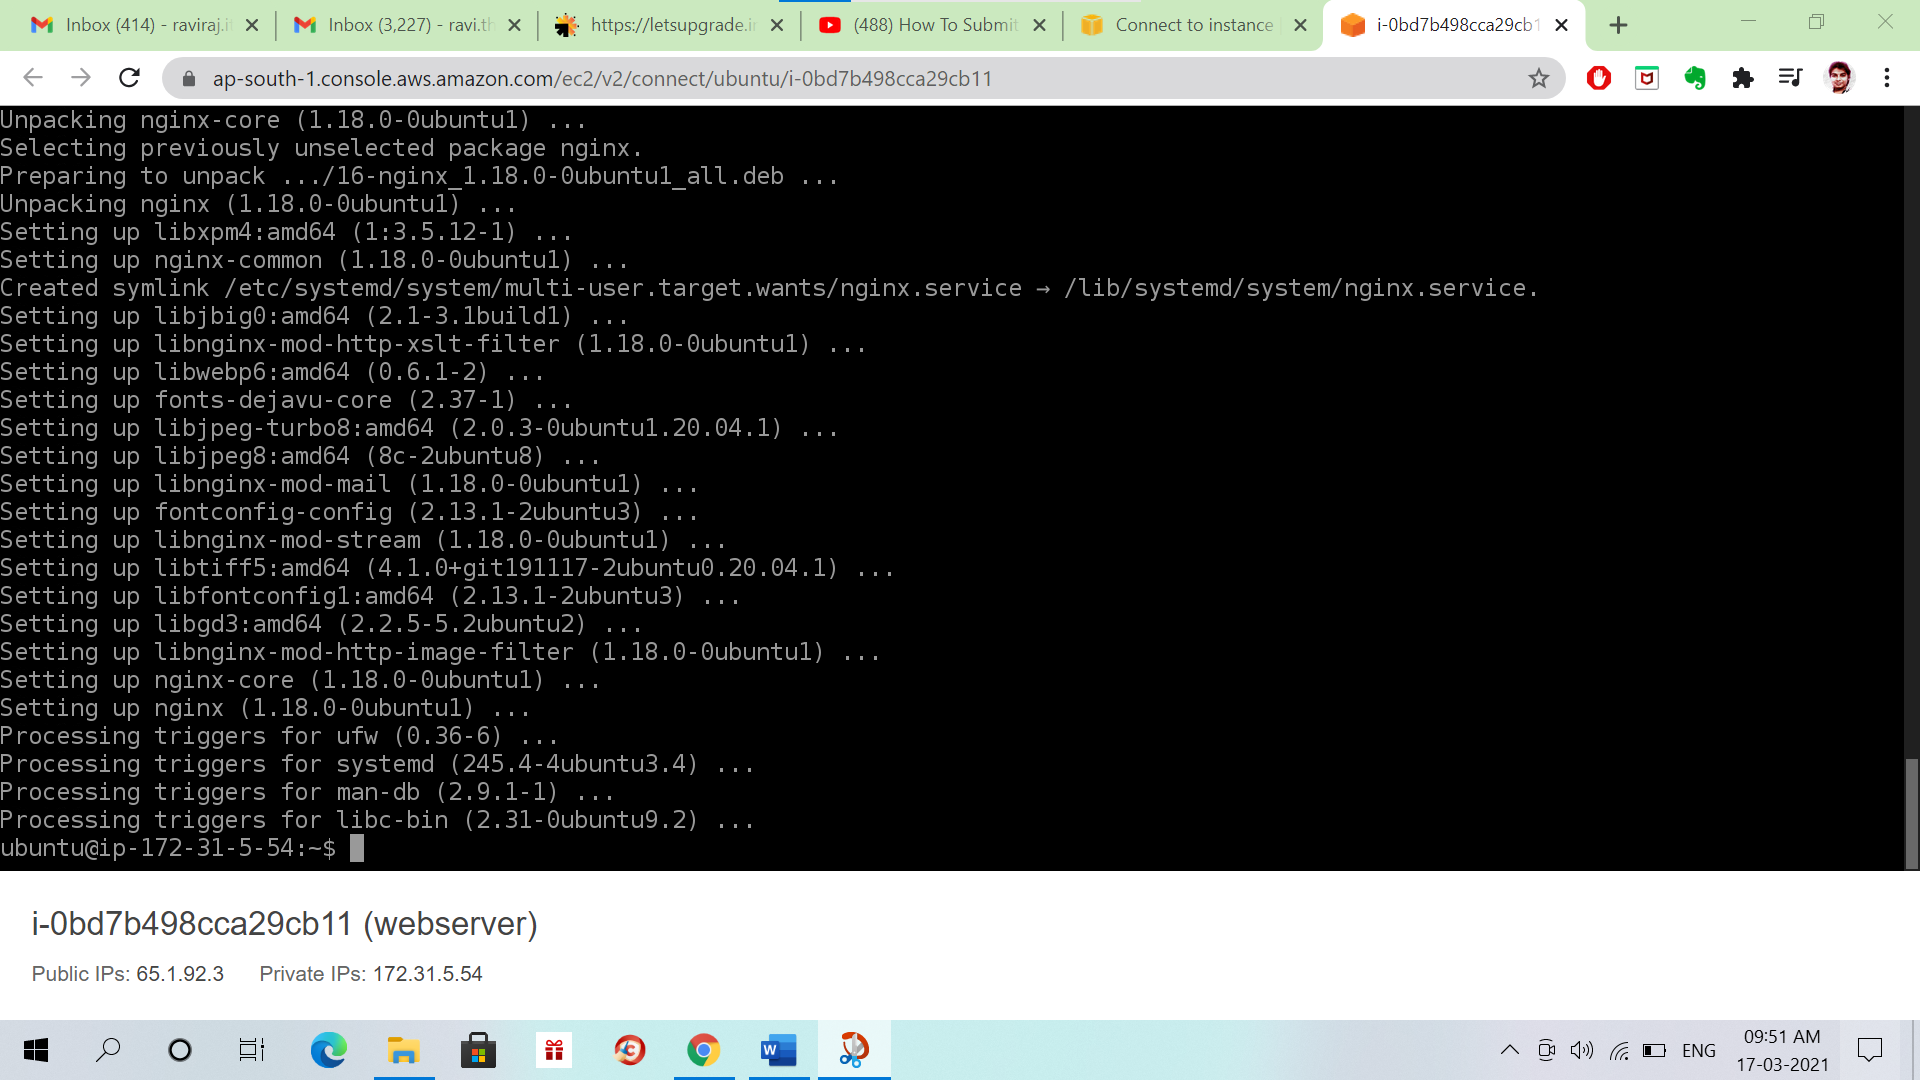 Inbox (414) - raviraj.i
Inbox (3,227) - ravi.th
https://letsupgrade.in
(488) How To Submit
Connect to instance
i-0bd7b498cca29cb1
ap-south-1.console.aws.amazon.com/ec2/v2/connect/ubuntu/i-0bd7b498cca29cb11
Unpacking nginx-core (1.18.0-0ubuntu1) ...
Selecting previously unselected package nginx.
Preparing to unpack .../16-nginx_1.18.0-0ubuntu1_all.deb ...
Unpacking nginx (1.18.0-0ubuntu1) ...
Setting up libxpm4:amd64 (1:3.5.12-1) ...
Setting up nginx-common (1.18.0-0ubuntu1) ...
Created symlink /etc/systemd/system/multi-user.target.wants/nginx.service → /lib/systemd/system/nginx.service.
Setting up libjbig0:amd64 (2.1-3.1build1) ...
Setting up libnginx-mod-http-xslt-filter (1.18.0-0ubuntu1) ...
Setting up libwebp6:amd64 (0.6.1-2) ...
Setting up fonts-dejavu-core (2.37-1) ...
Setting up libjpeg-turbo8:amd64 (2.0.3-0ubuntu1.20.04.1) ...
Setting up libjpeg8:amd64 (8c-2ubuntu8) ...
Setting up libnginx-mod-mail (1.18.0-0ubuntu1) ...
Setting up fontconfig-config (2.13.1-2ubuntu3) ...
Setting up libnginx-mod-stream (1.18.0-0ubuntu1) ...
Setting up libtiff5:amd64 (4.1.0+git191117-2ubuntu0.20.04.1) ...
Setting up libfontconfig1:amd64 (2.13.1-2ubuntu3) ...
Setting up libgd3:amd64 (2.2.5-5.2ubuntu2) ...
Setting up libnginx-mod-http-image-filter (1.18.0-0ubuntu1) ...
Setting up nginx-core (1.18.0-0ubuntu1) ...
Setting up nginx (1.18.0-0ubuntu1) ...
Processing triggers for ufw (0.36-6) ...
Processing triggers for systemd (245.4-4ubuntu3.4) ...
Processing triggers for man-db (2.9.1-1) ...
Processing triggers for libc-bin (2.31-0ubuntu9.2) ...
ubuntu@ip-172-31-5-54:~$
i-0bd7b498cca29cb11 (webserver)
Public IPs: 65.1.92.3 Private IPs: 172.31.5.54
ENG
09:51 AM
17-03-2021